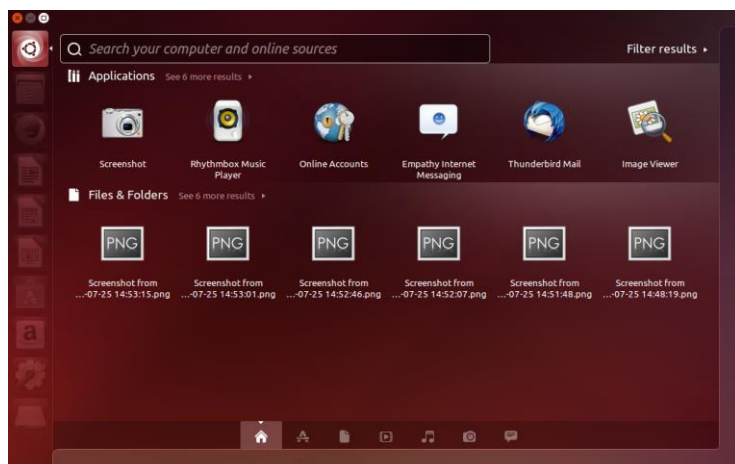 Search your computer and online sources
Filter results
Applications See 6 more results
Screenshot
Rhythmbox Music
Player
Online Accounts
Empathy Internet
Messaging
Thunderbird Mail
Image Viewer
Files & Folders See 6 more results
PNG PNG PNG PNG PNG PNG
Screenshot from
...-07-25 14:53:15.png
Screenshot from
...-07-25 14:53:01.png
Screenshot from
...-07-25 14:52:46.png
Screenshot from
...-07-25 14:52:07.png
Screenshot from
...-07-25 14:51:48.png
Screenshot from
...-07-25 14:48:19.png
a